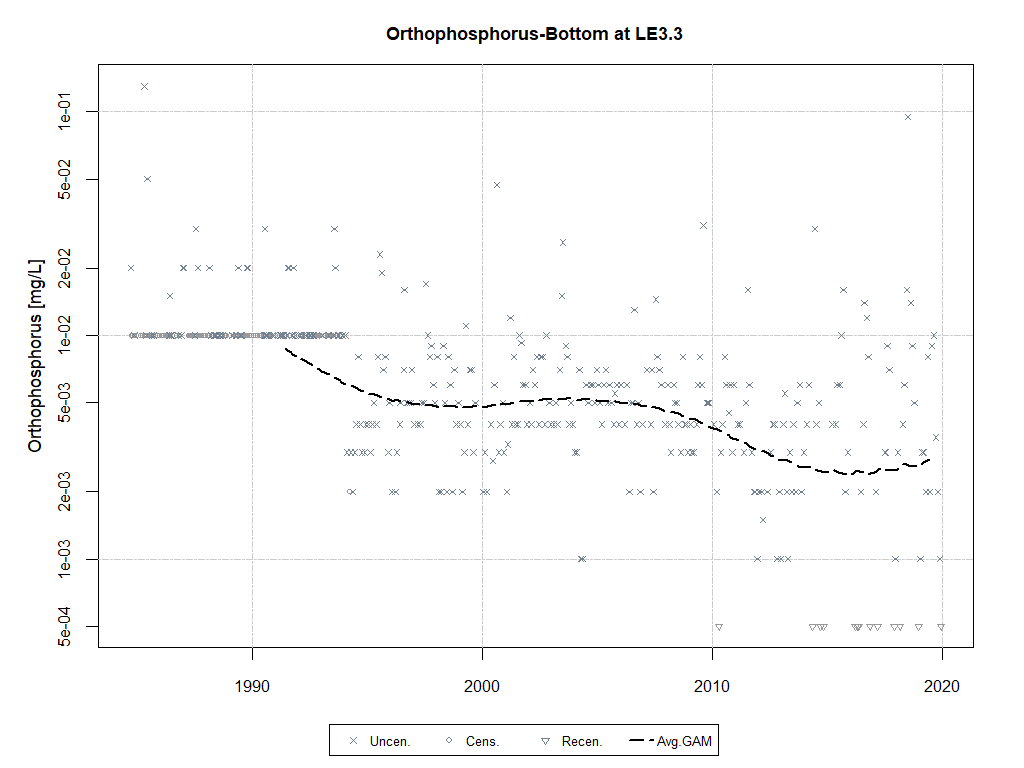 Orthophosphorus-Bottom at LE3.3
Orthophosphorus [mg/L]
1e-01
5e-02
2e-02
1e-02
5e-03
2e-03
1e-03
5e-04
1990 2000 2010 2020
Uncen. Cens. Recen. Avg.GAM